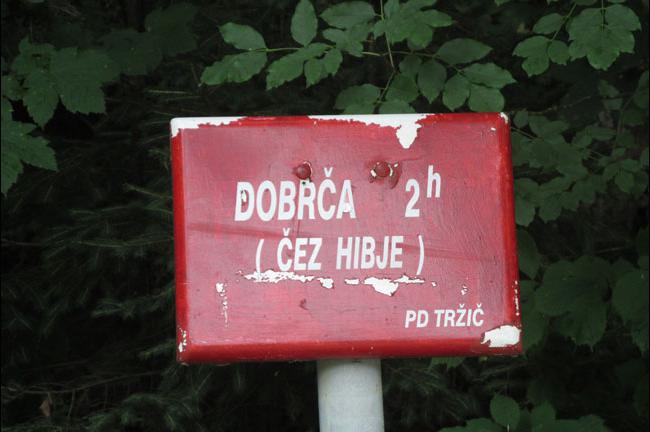 DOBRČA 2h
( ČEZ HIBJE )
PD TRŽIČ